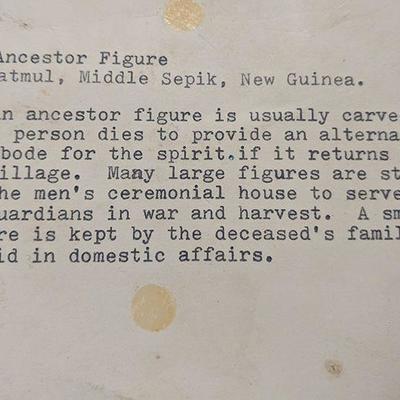 Ancestor Figure
atmul, Middle Sepik, New Guinea.
n ancestor figure is usually carve
person dies to provide an alterna
bode for the spirit.if it returns
illage. Many large figures are st
he men's ceremonial house to serve
uardians in war and harvest. A sm
re is kept by the deceased's famil
id in domestic affairs.